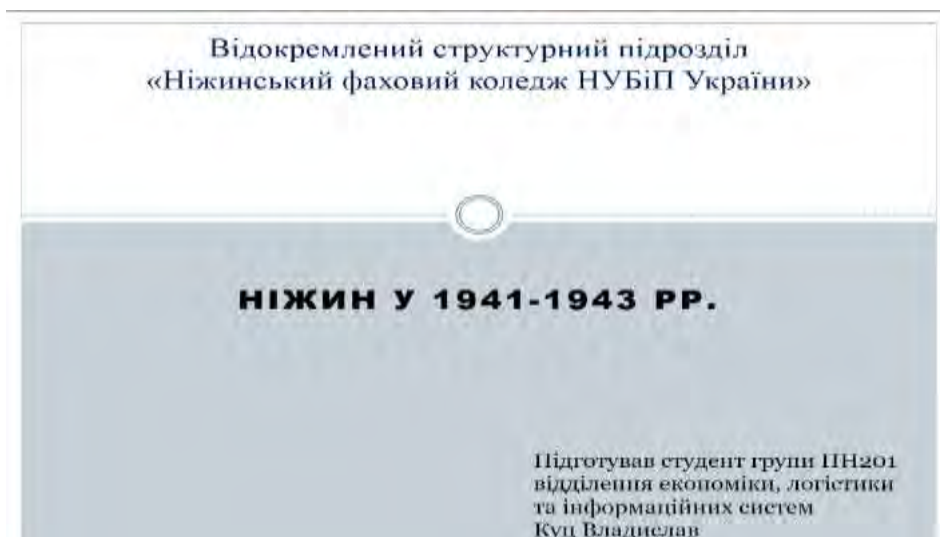 Відокремлений структурний підрозділ
«Ніжинський фаховий коледж НУБіП України»
НІЖИН У 1941-1943 РР.
Підготував студент групи ПН201
відділення економіки, логістики
та інформаційних систем
Куц Владислав